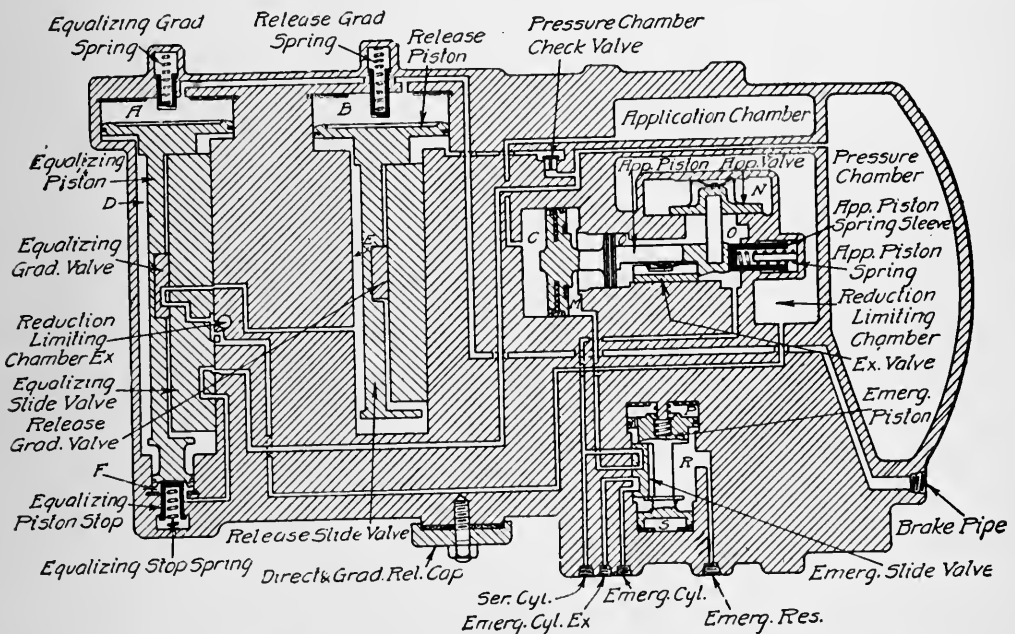 Equalizing Grad
Spring
Release Grad
Spring
Release
Piston
Pressure Chamber
Check Valve
A
B
Application Chamber
Equalizing
Piston
D
App. Piston
App. Valve
N
Pressure
Chamber
App. Piston
Spring Sleeve
App. Piston
Spring
C
O
O
E
M
Equalizing
Grad. Valve
Reduction
Limiting
Chamber Ex
Reduction
Limiting
Chamber
Ex. Valve
Equalizing
Slide Valve
Release
Grad. Valve
Emerg.
Piston
P
R
S
F
Equalizing
Piston Stop
Equalizing Stop Spring
Release Slide Valve
Direct & Grad. Rel. Cap
Brake Pipe
Emerg. Slide Valve
Ser. Cyl.
Emerg. Cyl. Ex
Emerg. Cyl.
Emerg. Res.